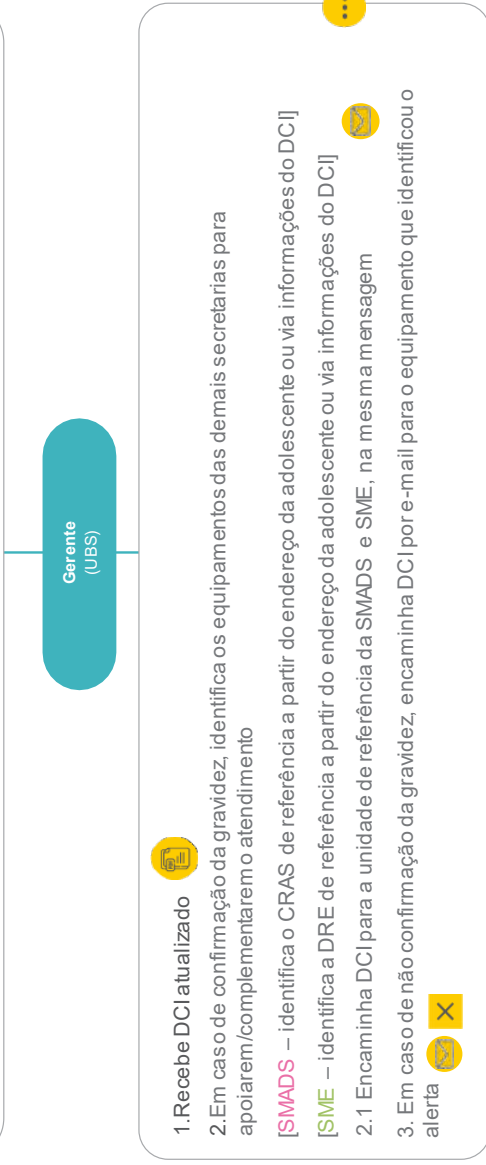 Gerente
(UBS)
1.Recebe DCI atualizado
2.Em caso de confirmação da gravidez, identifica os equipamentos das demais secretarias para
apoiarem/complementarem o atendimento
[SMADS – identifica o CRAS de referência a partir do endereço da adolescente ou via informações do DCI]
[SME – identifica a DRE de referência a partir do endereço da adolescente ou via informações do DCI]
2.1 Encaminha DCI para a unidade de referência da SMADS e SME, na mesma mensagem
3. Em caso de não confirmação da gravidez, encaminha DCI por e-mail para o equipamento que identificou o
alerta